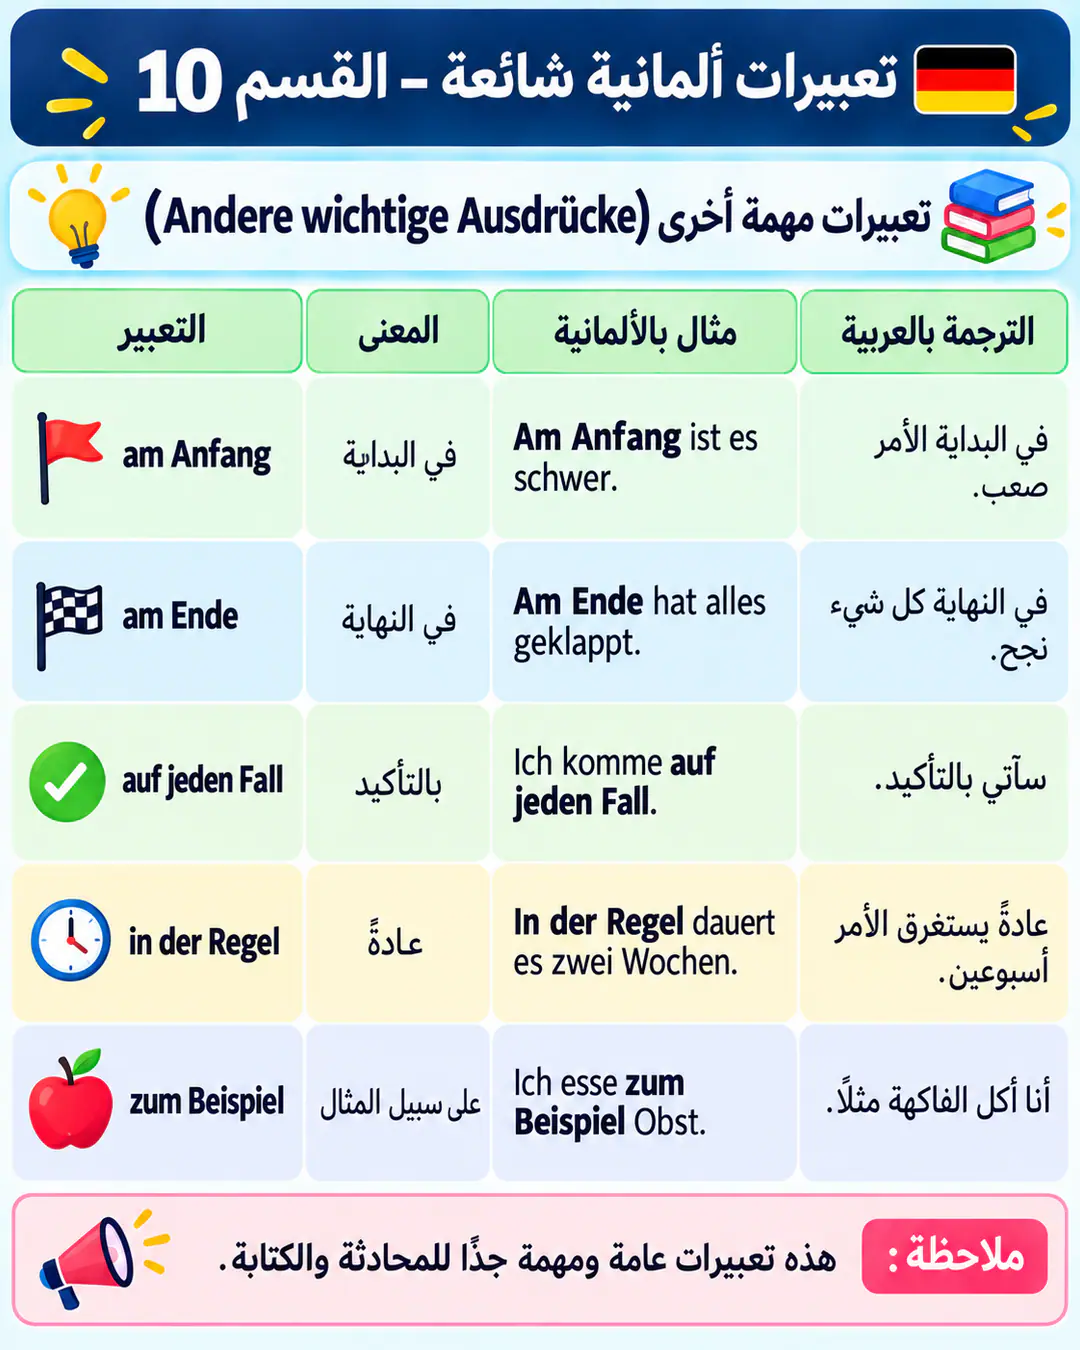 تعبيرات ألمانية شائعة – القسم 10
تعبيرات مهمة أخرى (Andere wichtige Ausdrücke)
التعبير
المعنى
مثال بالألمانية
الترجمة بالعربية
am Anfang
في البداية
Am Anfang ist es
schwer.
في البداية الأمر
صعب.
am Ende
في النهاية
Am Ende hat alles
geklappt.
في النهاية كل شيء
نجح.
auf jeden Fall
بالتأكيد
Ich komme auf
jeden Fall.
سآتي بالتأكيد.
in der Regel
عادةً
In der Regel dauert
es zwei Wochen.
عادةً يستغرق الأمر
أسبوعين.
zum Beispiel
على سبيل المثال
Ich esse zum
Beispiel Obst.
أنا أكل الفاكهة مثلًا.
ملاحظة :
هذه تعبيرات عامة ومهمة جدًا للمحادثة والكتابة.